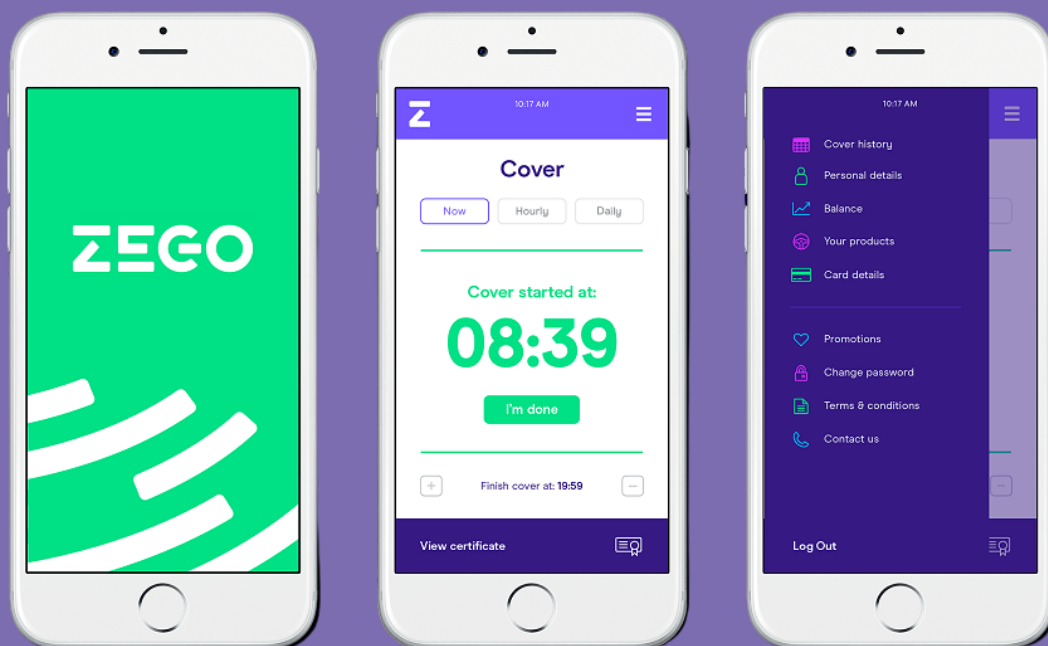 ZEGO
10:17 AM
Cover
Now Hourly Daily
Cover started at:
08:39
I'm done
+ Finish cover at: 19:59 −
View certificate
10:17 AM
Cover history
Personal details
Balance
Your products
Card details
Promotions
Change password
Terms & conditions
Contact us
Log Out